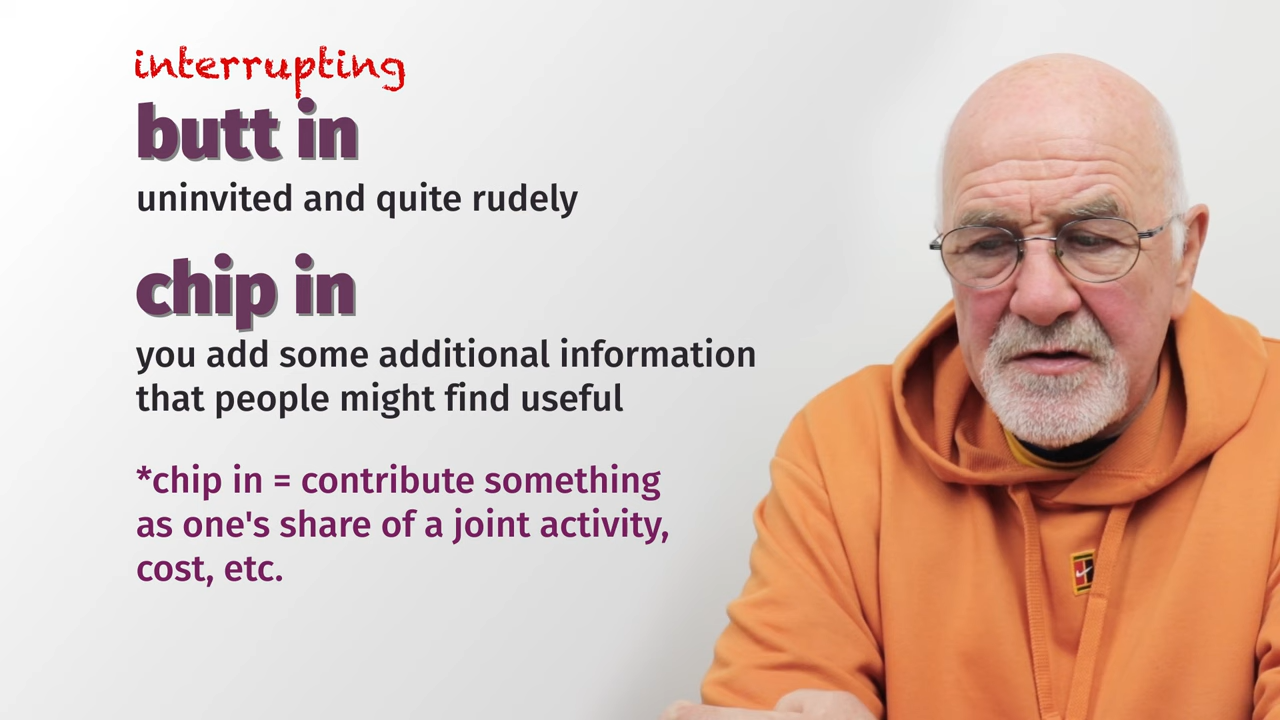 interrupting
butt in
uninvited and quite rudely
chip in
you add some additional information
that people might find useful
*chip in = contribute something
as one's share of a joint activity,
cost, etc.